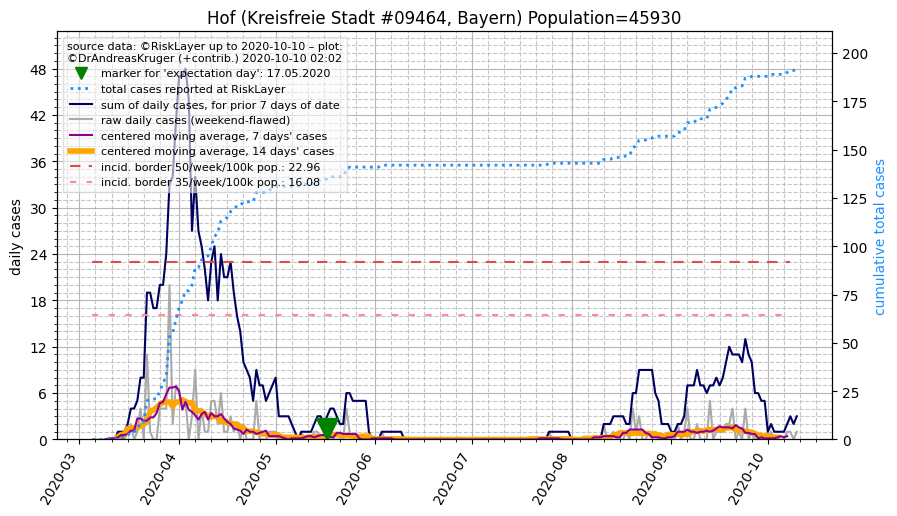 Hof (Kreisfreie Stadt #09464, Bayern) Population=45930
source data: ©RiskLayer up to 2020-10-10 – plot:
©DrAndreasKruger (+contrib.) 2020-10-10 02:02
marker for 'expectation day': 17.05.2020
total cases reported at RiskLayer
sum of daily cases, for prior 7 days of date
raw daily cases (weekend-flawed)
centered moving average, 7 days' cases
centered moving average, 14 days' cases
incid. border 50/week/100k pop.: 22.96
incid. border 35/week/100k pop.: 16.08
daily cases
48
42
36
30
24
18
12
6
0
cumulative total cases
200
175
150
125
100
75
50
25
0
2020-03
2020-04
2020-05
2020-06
2020-07
2020-08
2020-09
2020-10